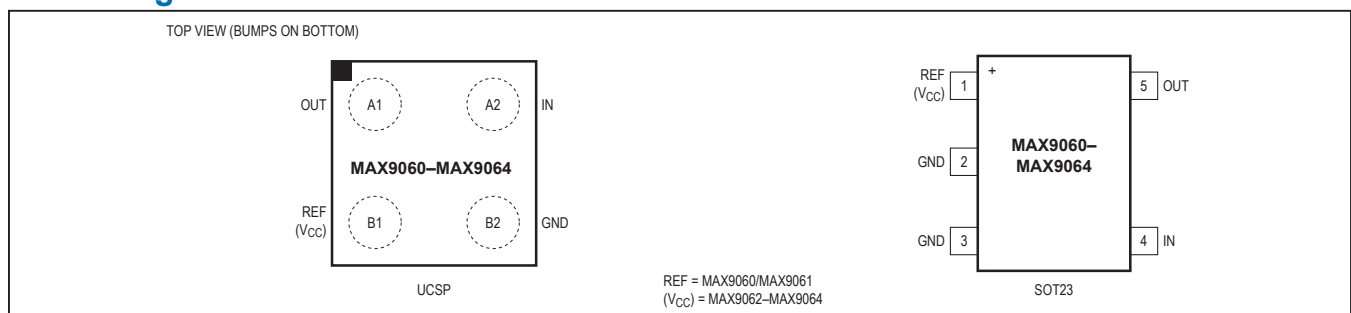 TOP VIEW (BUMPS ON BOTTOM)
OUT
A1
A2
IN
MAX9060–MAX9064
REF
(VCC)
B1
B2
GND
UCSP
REF = MAX9060/MAX9061
(VCC) = MAX9062–MAX9064
REF
(VCC)
1
+
5
OUT
GND
2
MAX9060–
MAX9064
GND
3
4
IN
SOT23